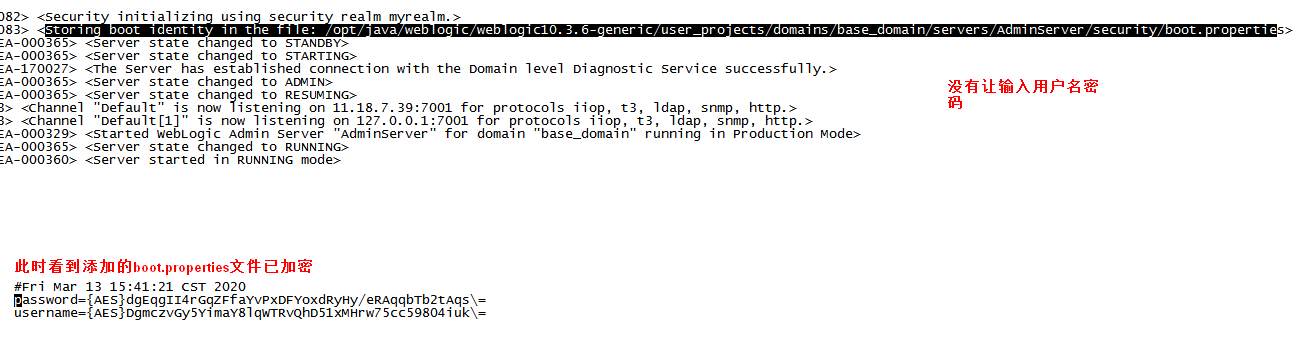 082> <Security initializing using security realm myrealm.>
083> <Storing boot identity in the file: /opt/java/weblogic/weblogic10.3.6-generic/user_projects/domains/base_domain/servers/AdminServer/security/boot.properties>
EA-000365> <Server state changed to STANDBY>
EA-000365> <Server state changed to STARTING>
EA-170027> <The Server has established connection with the Domain level Diagnostic Service successfully.>
EA-000365> <Server state changed to ADMIN>
EA-000365> <Server state changed to RESUMING>
3> <Channel "Default" is now listening on 11.18.7.39:7001 for protocols iiop, t3, ldap, snmp, http.>
3> <Channel "Default[1]" is now listening on 127.0.0.1:7001 for protocols iiop, t3, ldap, snmp, http.>
EA-000329> <Started WebLogic Admin Server "AdminServer" for domain "base_domain" running in Production Mode>
EA-000365> <Server state changed to RUNNING>
EA-000360> <Server started in RUNNING mode>
没有让输入用户名密
码
此时看到添加的boot.properties文件已加密
#Fri Mar 13 15:41:21 CST 2020
password={AES}dgEqgII4rGqZFfaYvPxDFYoxdRyHy/eRAqqbTb2tAqs\=
username={AES}DgmczvGy5YimaY8lqWTRvQhD51xMHrw75cc59804iuk\=